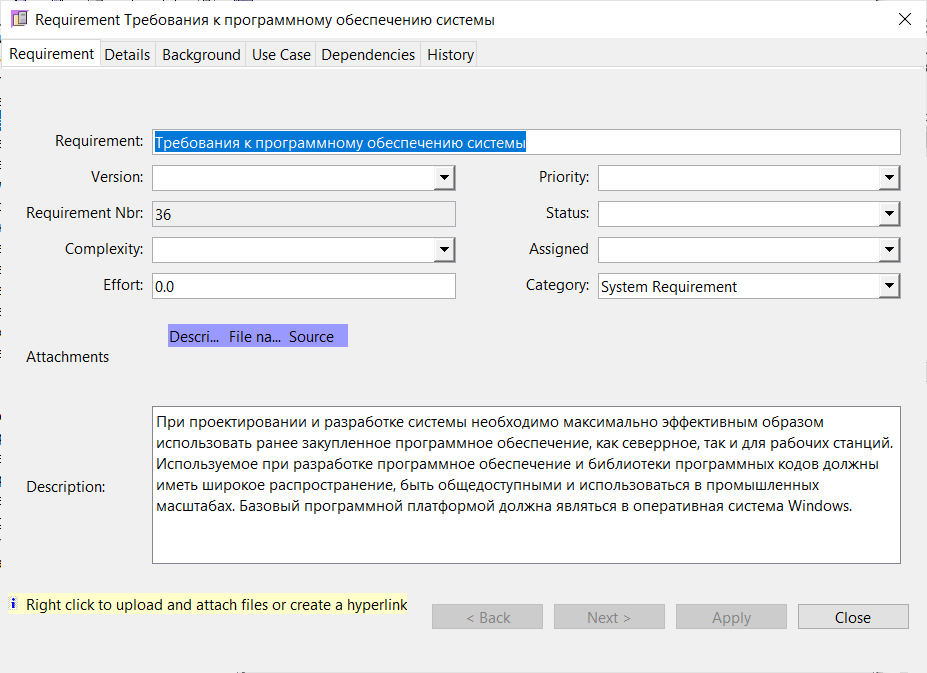 Requirement Требования к программному обеспечению системы
Requirement Details Background Use Case Dependencies History
Requirement: Требования к программному обеспечению системы
Version: Priority:
Requirement Nbr: 36 Status:
Complexity: Assigned
Effort: 0.0 Category: System Requirement
Descri... File na... Source
Attachments
При проектировании и разработке системы необходимо максимально эффективным образом
использовать ранее закупленное программное обеспечение, как северрное, так и для рабочих станций.
Используемое при разработке программное обеспечение и библиотеки программных кодов должны
Description: иметь широкое распространение, быть общедоступными и использоваться в промышленных
масштабах. Базовый программной платформой должна являться в оперативная система Windows.
Right click to upload and attach files or create a hyperlink
< Back Next > Apply Close